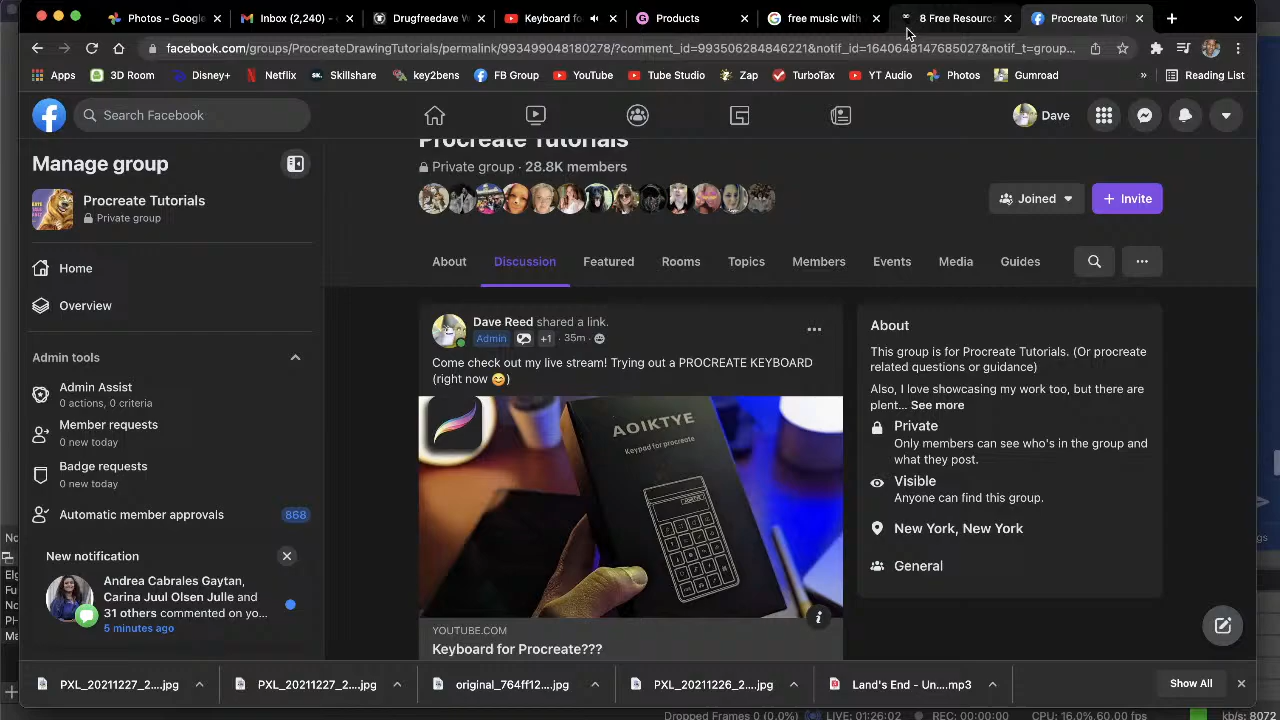 Photos - Google
Inbox (2,240) -
Drugfreedave W
Keyboard fo
Products
free music with
8 Free Resourc
Procreate Tutor
facebook.com/groups/ProcreateDrawingTutorials/permalink/993499048180278/?comment_id=993506284846221&notif_id=1640648147685027&notif_t=group...
Apps
3D Room
Disney+
Netflix
Skillshare
key2bens
FB Group
YouTube
Tube Studio
Zap
TurboTax
YT Audio
Photos
Gumroad
»
Reading List
Search Facebook
Dave
Manage group
Procreate Tutorials
Private group
Home
Overview
Admin tools
Admin Assist
0 actions, 0 criteria
Member requests
0 new today
Badge requests
0 new today
Automatic member approvals 868
New notification
Andrea Cabrales Gaytan,
Carina Juul Olsen Julle and
31 others commented on yo...
5 minutes ago
Procreate Tutorials
Private group · 28.8K members
Joined
+ Invite
About
Discussion
Featured
Rooms
Topics
Members
Events
Media
Guides
Dave Reed shared a link.
Admin +1 · 35m ·
Come check out my live stream! Trying out a PROCREATE KEYBOARD
(right now 😊)
AOIKTYE
Keypad for procreate
YOUTUBE.COM
Keyboard for Procreate???
About
This group is for Procreate Tutorials. (Or procreate
related questions or guidance)
Also, I love showcasing my work too, but there are
plent... See more
Private
Only members can see who's in the group and
what they post.
Visible
Anyone can find this group.
New York, New York
General
PXL_20211227_2....jpg
PXL_20211227_2....jpg
original_764ff12....jpg
PXL_20211226_2....jpg
Land's End - Un....mp3
Show All
Dropped Frames 0 (0.0%)
LIVE: 01:26:02
REC: 00:00:00
CPU: 16.0%, 60.00 fps
kb/s: 8072